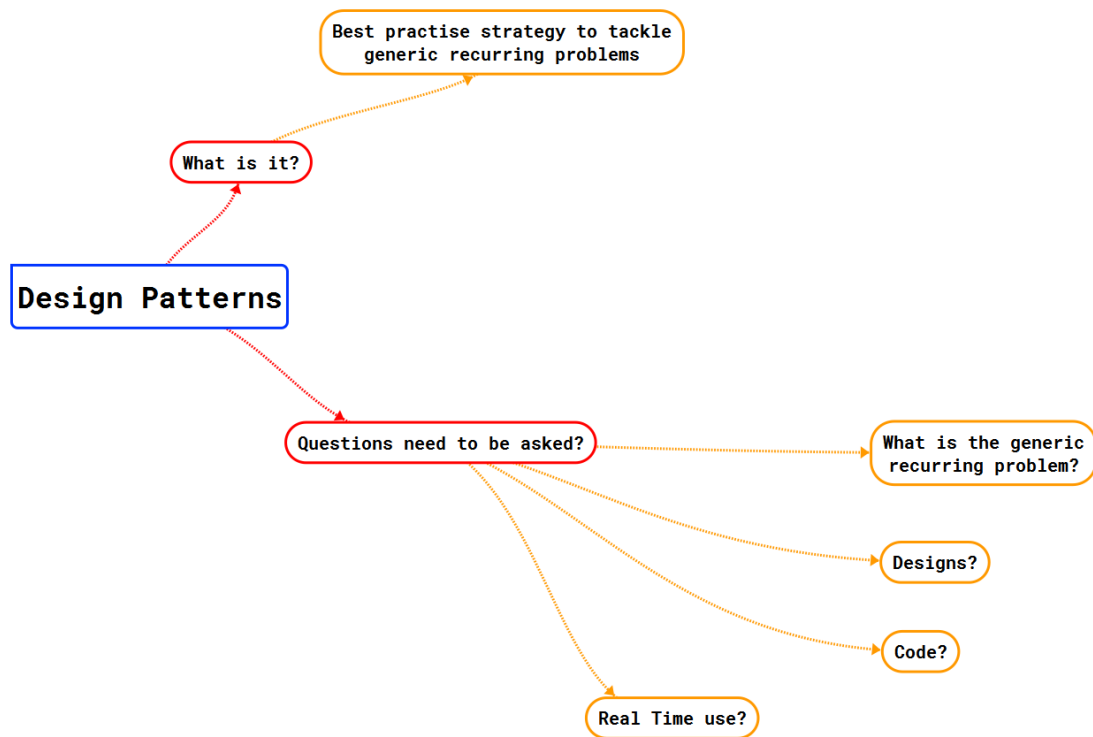 Best practise strategy to tackle
generic recurring problems
What is it?
Design Patterns
Questions need to be asked?
What is the generic
recurring problem?
Designs?
Code?
Real Time use?